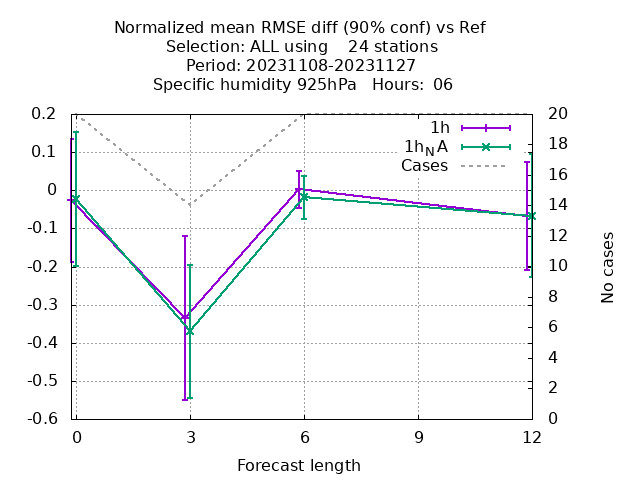 Normalized mean RMSE diff (90% conf) vs Ref
Selection: ALL using    24 stations
Period: 20231108-20231127
Specific humidity 925hPa   Hours:  06
0.2
0.1
0
-0.1
-0.2
-0.3
-0.4
-0.5
-0.6
20
18
16
14
12
10
8
6
4
2
0
No cases
1h
1h_NA
Cases
0
3
6
9
12
Forecast length